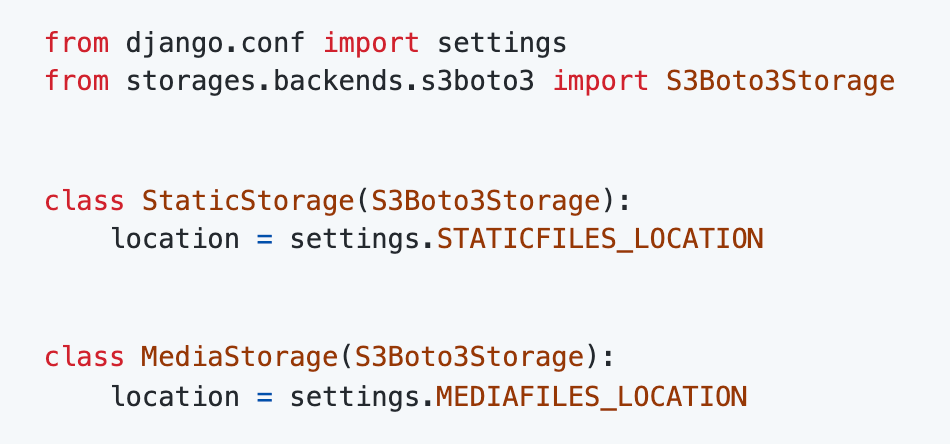 from django.conf import settings
from storages.backends.s3boto3 import S3Boto3Storage
class StaticStorage(S3Boto3Storage):
    location = settings.STATICFILES_LOCATION
class MediaStorage(S3Boto3Storage):
    location = settings.MEDIAFILES_LOCATION